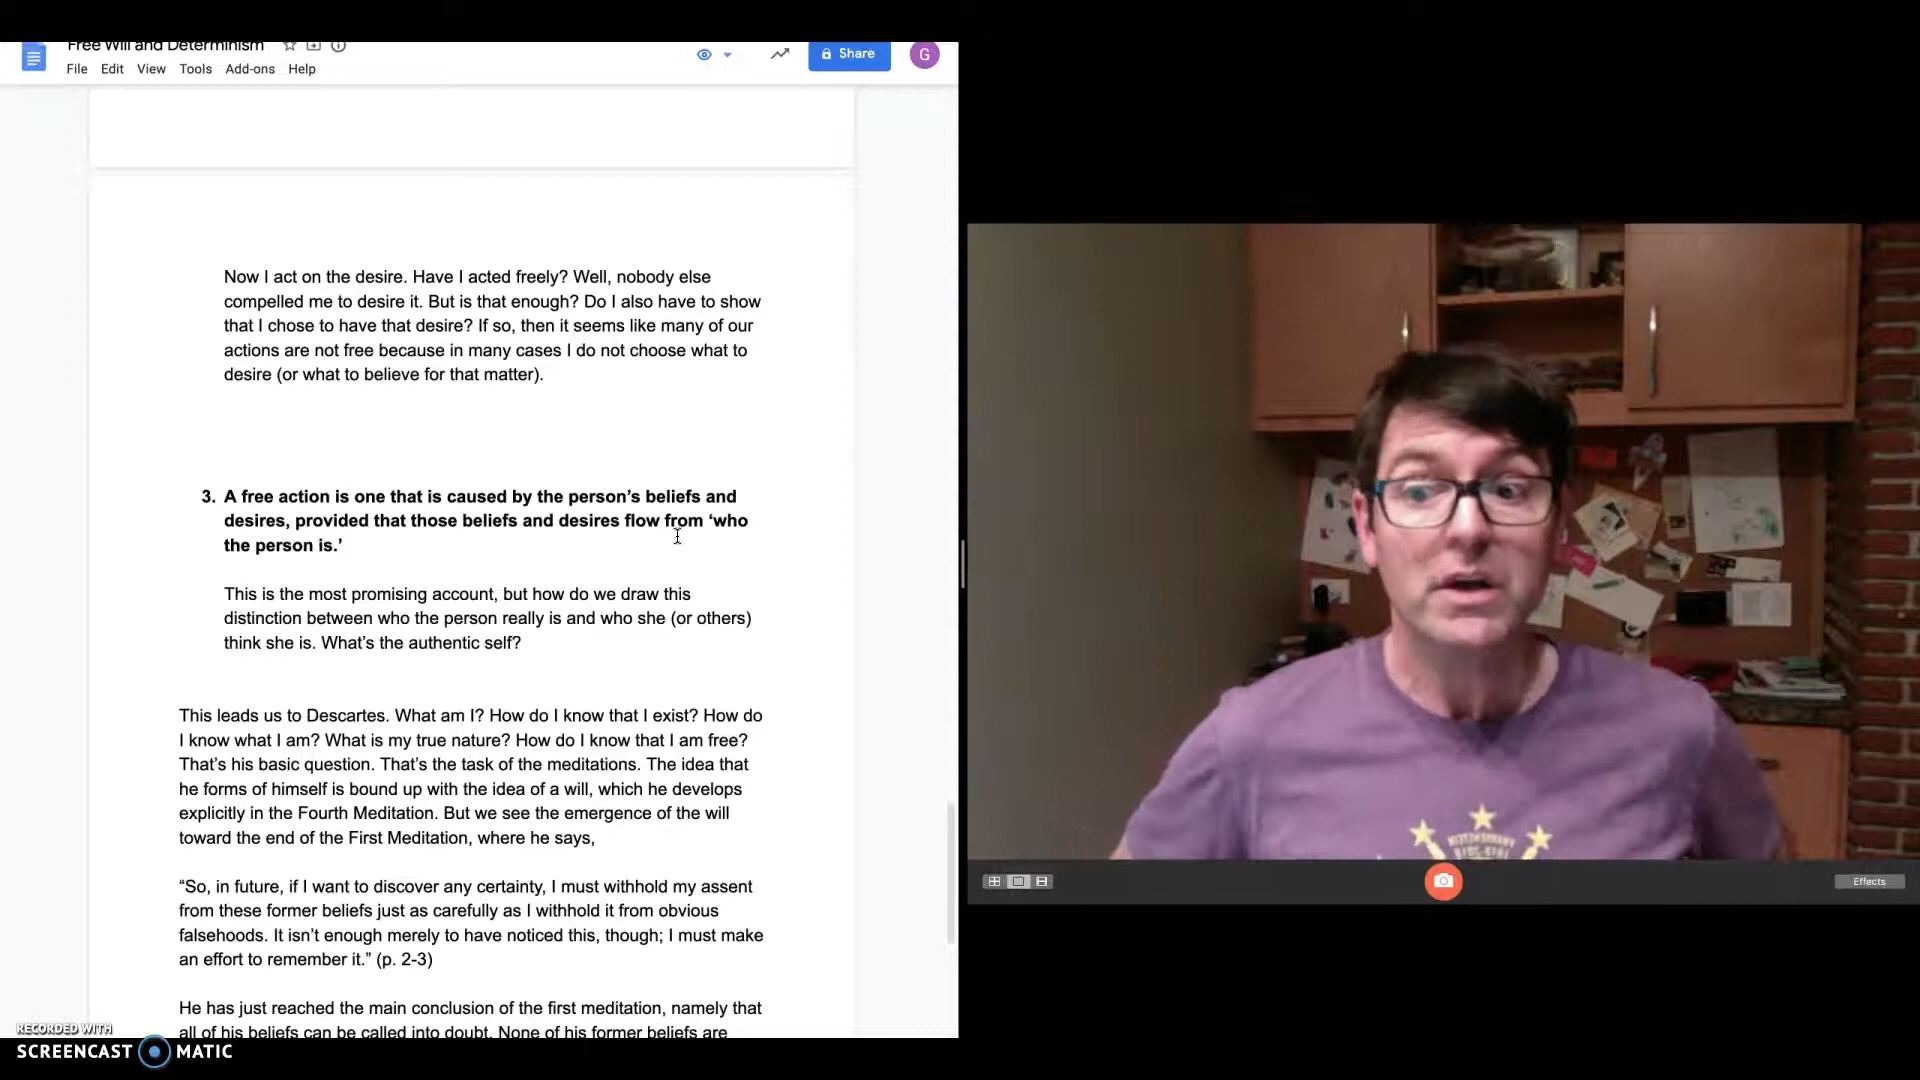 Free Will and Determinism
File Edit View Tools Add-ons Help
Share
G
Now I act on the desire. Have I acted freely? Well, nobody else
compelled me to desire it. But is that enough? Do I also have to show
that I chose to have that desire? If so, then it seems like many of our
actions are not free because in many cases I do not choose what to
desire (or what to believe for that matter).
3. A free action is one that is caused by the person’s beliefs and
desires, provided that those beliefs and desires flow from ‘who
the person is.’
This is the most promising account, but how do we draw this
distinction between who the person really is and who she (or others)
think she is. What’s the authentic self?
This leads us to Descartes. What am I? How do I know that I exist? How do
I know what I am? What is my true nature? How do I know that I am free?
That’s his basic question. That’s the task of the meditations. The idea that
he forms of himself is bound up with the idea of a will, which he develops
explicitly in the Fourth Meditation. But we see the emergence of the will
toward the end of the First Meditation, where he says,
“So, in future, if I want to discover any certainty, I must withhold my assent
from these former beliefs just as carefully as I withhold it from obvious
falsehoods. It isn’t enough merely to have noticed this, though; I must make
an effort to remember it.” (p. 2-3)
He has just reached the main conclusion of the first meditation, namely that
all of his beliefs can be called into doubt. None of his former beliefs are
RECORDED WITH
SCREENCAST MATIC
Effects